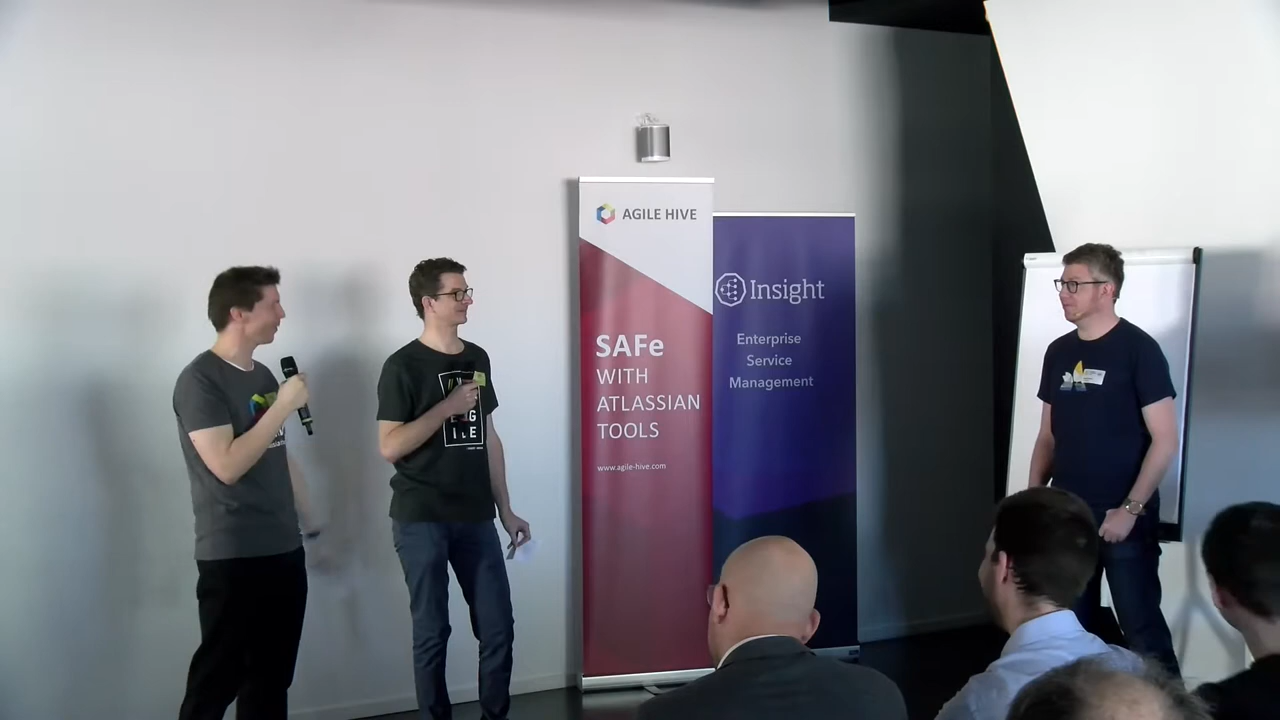 AGILE HIVE
SAFe
WITH
ATLASSIAN
TOOLS
www.agile-hive.com
Insight
Enterprise
Service
Management